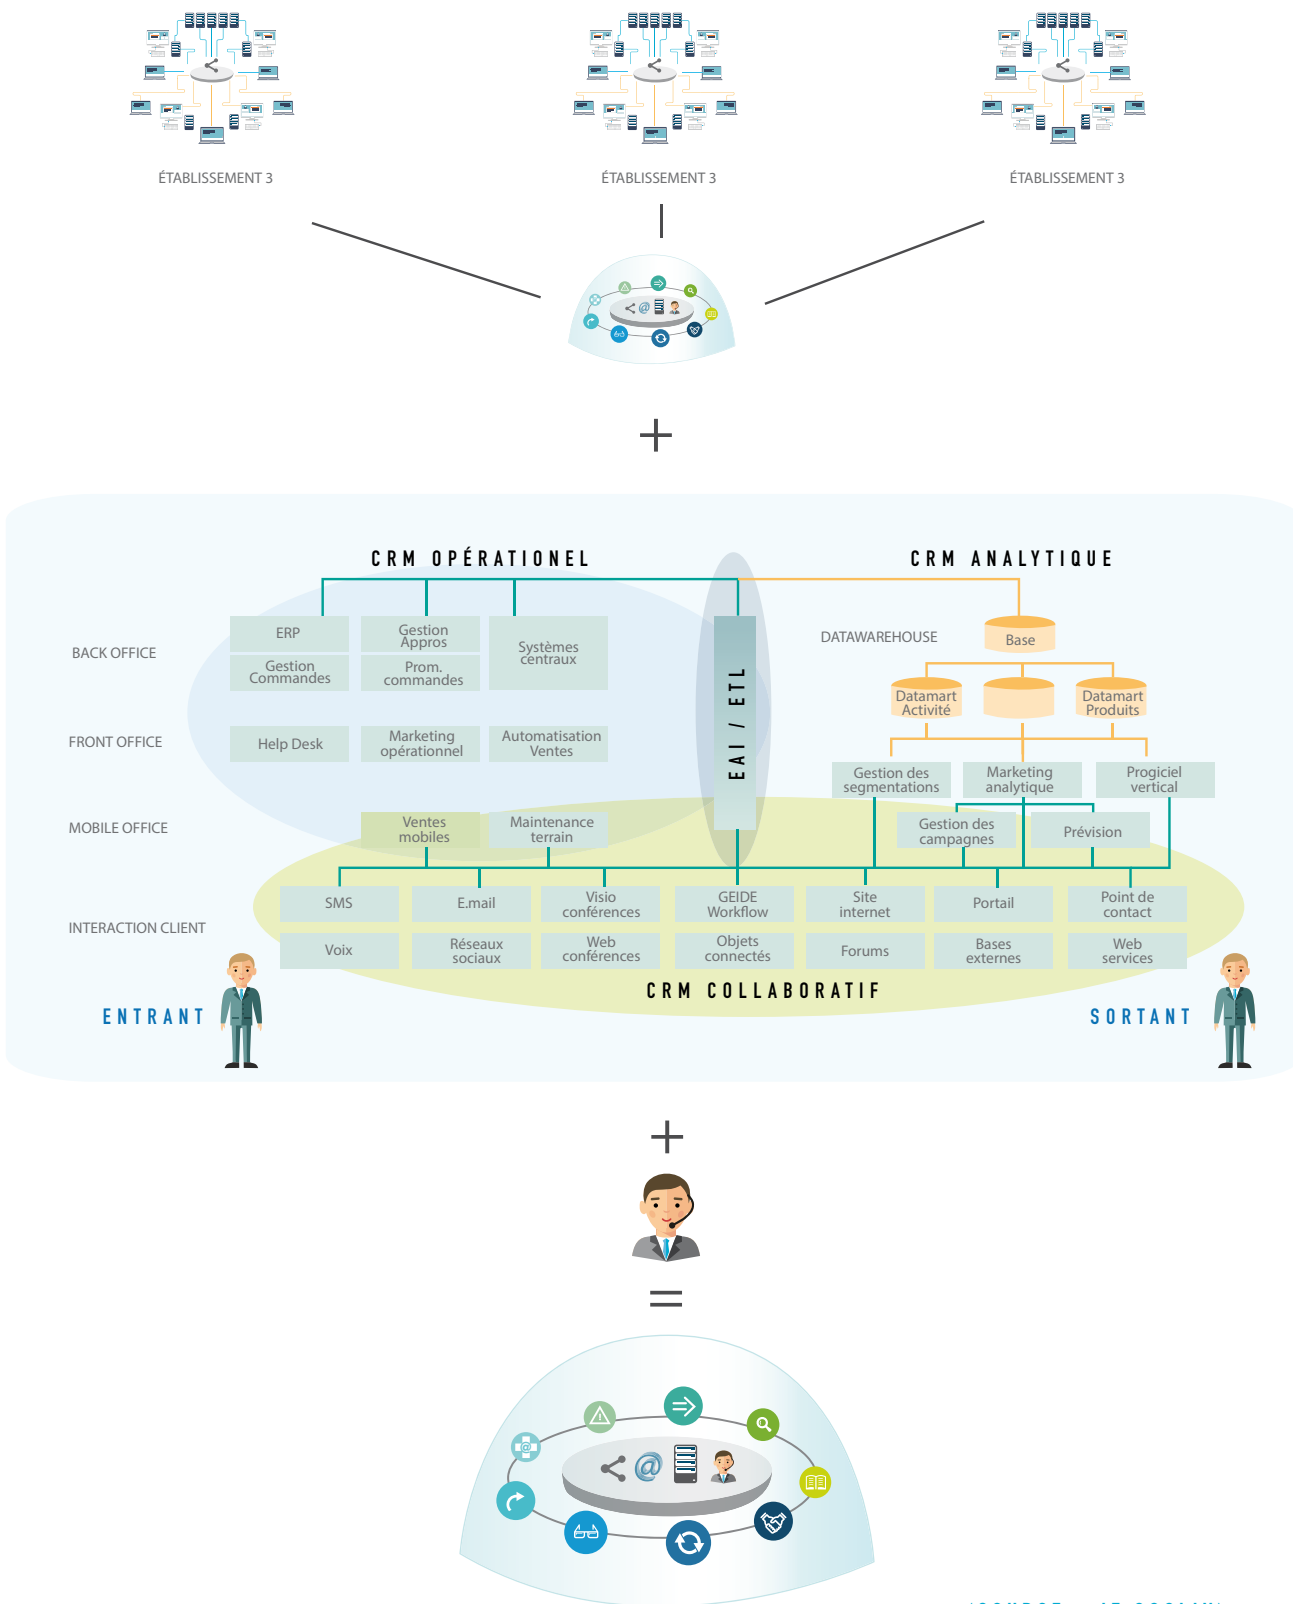 ÉTABLISSEMENT 3
ÉTABLISSEMENT 3
ÉTABLISSEMENT 3
CRM OPÉRATIONEL
CRM ANALYTIQUE
BACK OFFICE
ERP
Gestion
Appros
Systèmes
centraux
Gestion
Commandes
Prom.
commandes
EAI / ETL
DATAWAREHOUSE
Base
Datamart
Activité
Datamart
Produits
FRONT OFFICE
Help Desk
Marketing
opérationnel
Automatisation
Ventes
Gestion des
segmentations
Marketing
analytique
Progiciel
vertical
MOBILE OFFICE
Ventes
mobiles
Maintenance
terrain
Gestion des
campagnes
Prévision
INTERACTION CLIENT
SMS
E.mail
Visio
conférences
GEIDE
Workflow
Site
internet
Portail
Point de
contact
Voix
Réseaux
sociaux
Web
conférences
Objets
connectés
Forums
Bases
externes
Web
services
CRM COLLABORATIF
ENTRANT
SORTANT